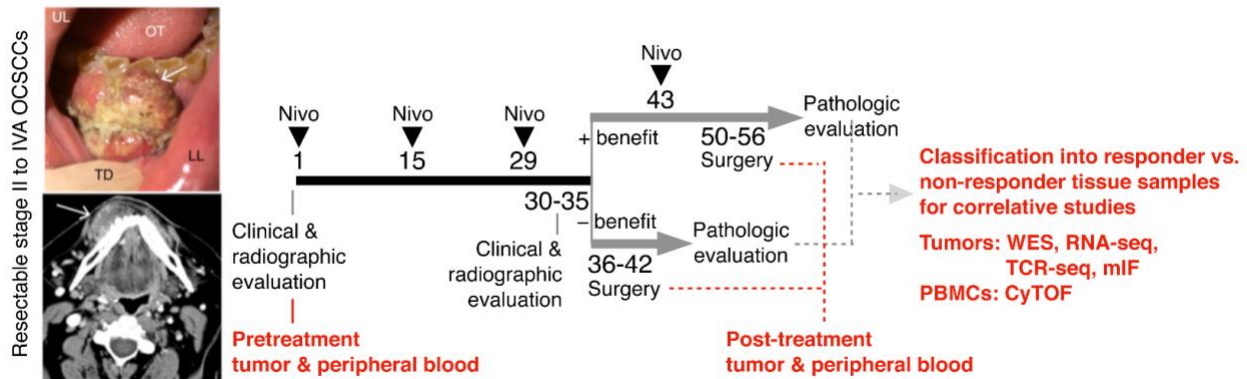 Resectable stage II to IVA OCSCCs
UL
OT
LL
TD
Nivo
1
Nivo
15
Nivo
29
30-35
Clinical &
radiographic
evaluation
Pretreatment
tumor & peripheral blood
Clinical &
radiographic
evaluation
Nivo
43
+ benefit
50-56
Surgery
Pathologic
evaluation
– benefit
36-42
Surgery
Pathologic
evaluation
Post-treatment
tumor & peripheral blood
Classification into responder vs.
non-responder tissue samples
for correlative studies
Tumors: WES, RNA-seq,
TCR-seq, mIF
PBMCs: CyTOF